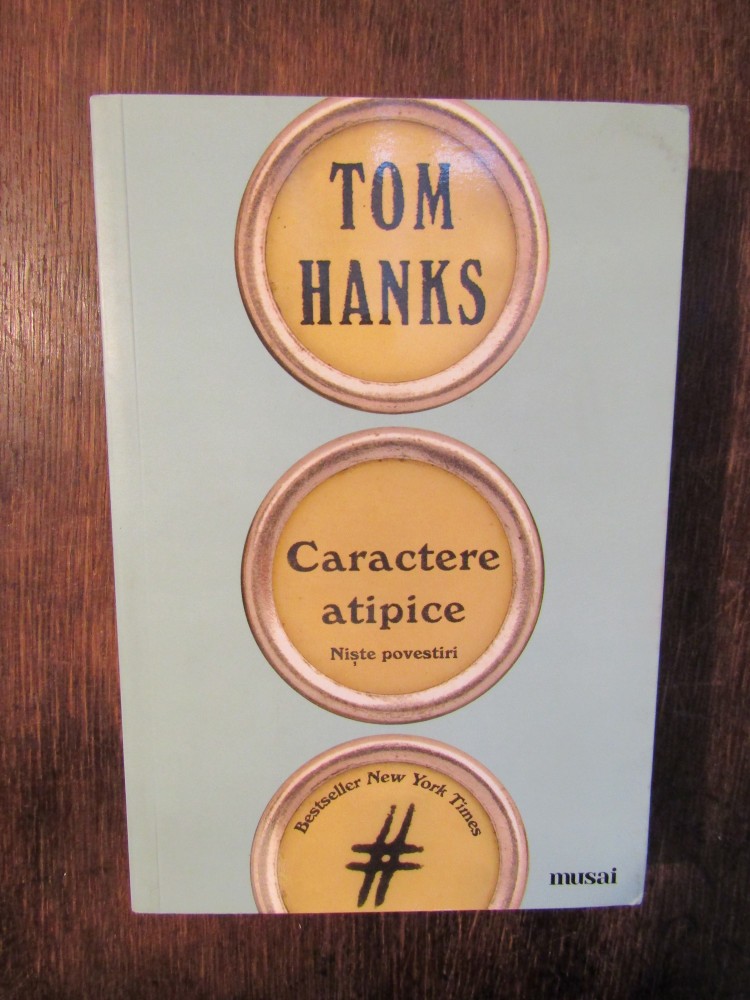 TOM
HANKS
Caractere
atipice
Niște povestiri
Bestseller New York Times
#
musai